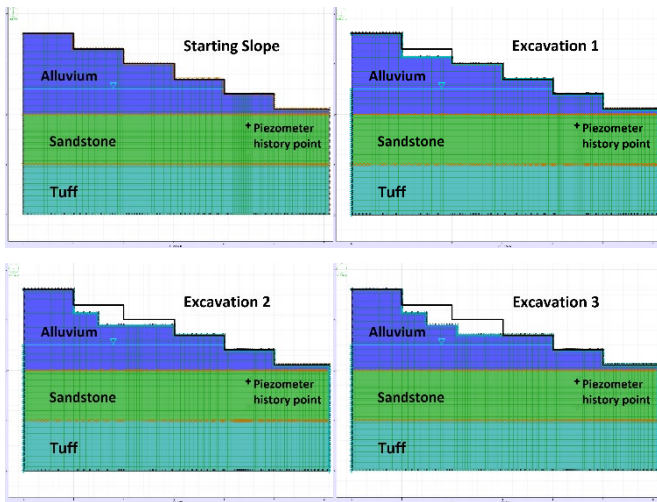 Starting Slope
Alluvium
Sandstone
Piezometer
history point
Tuff
Excavation 1
Alluvium
Sandstone
Piezometer
history point
Tuff
Excavation 2
Alluvium
Sandstone
Piezometer
history point
Tuff
Excavation 3
Alluvium
Sandstone
Piezometer
history point
Tuff